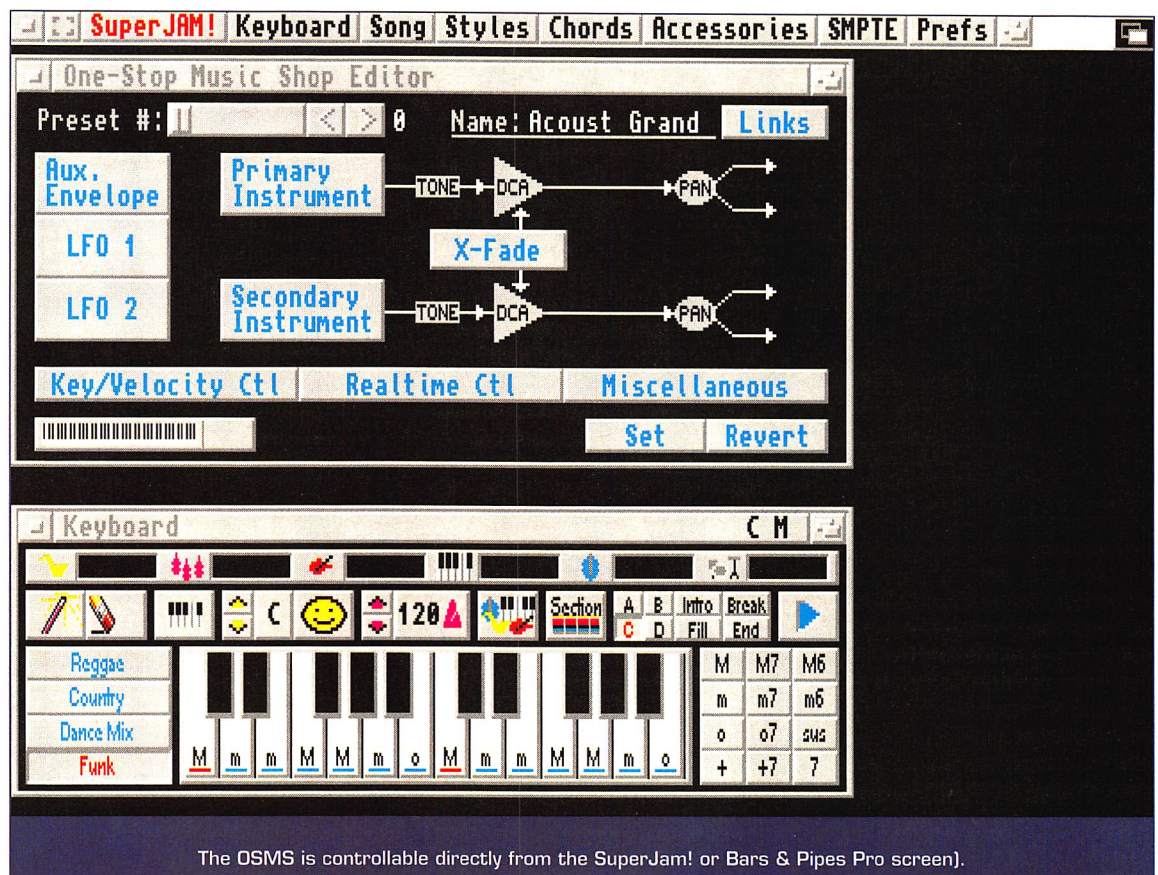 SuperJAM! Keyboard Song Styles Chords Accessories SMPTE Prefs
One-Stop Music Shop Editor
Preset #: < > 0 Name: Acoust Grand Links
Aux.
Envelope
Primary
Instrument
TONE DCA PAN
LFO 1
X-Fade
LFO 2
Secondary
Instrument
TONE DCA PAN
Key/Velocity Ctl Realtime Ctl Miscellaneous
Set Revert
Keyboard C M
C 120 Section A B Intro Break
C D Fill End
Reggae
Country
Dance Mix
Funk
M m m M M m o M m m M M m o
M M7 M6
m m7 m6
o o7 sus
+ +7 7
The OSMS is controllable directly from the SuperJam! or Bars & Pipes Pro screen).